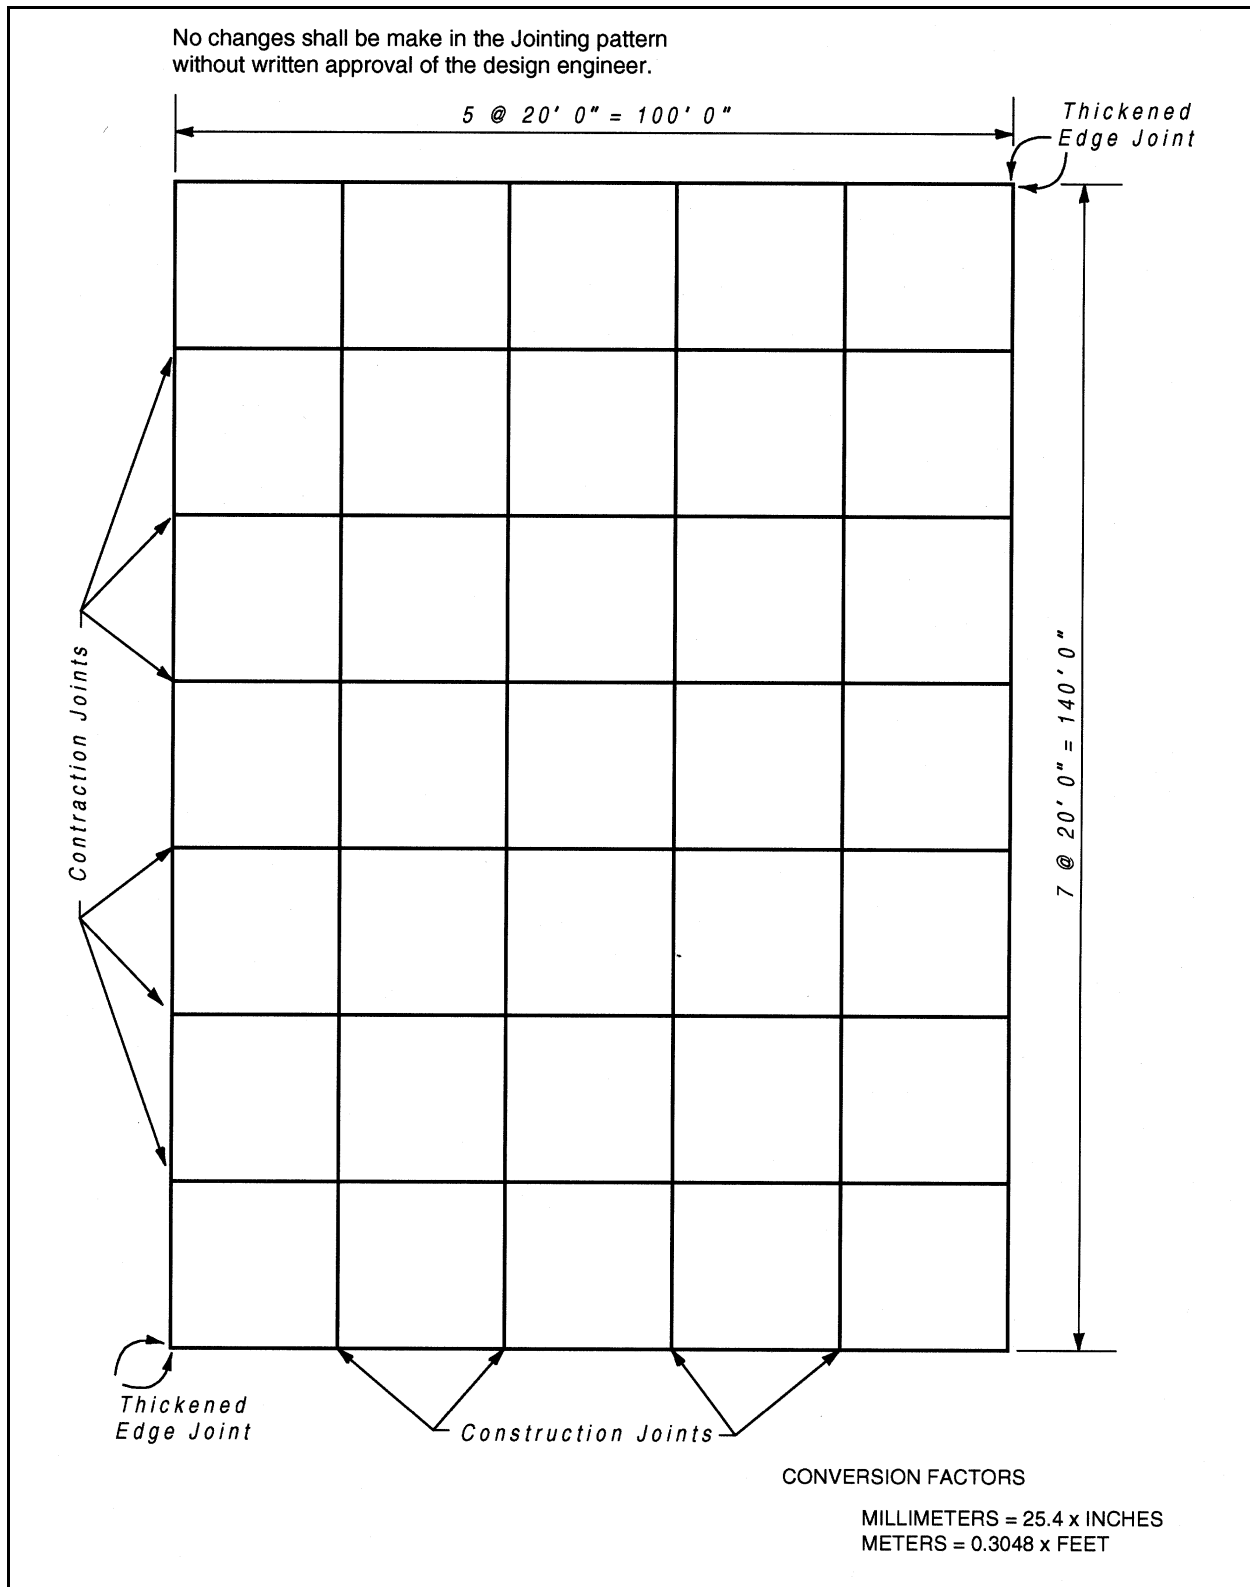 No changes shall be make in the Jointing pattern
without written approval of the design engineer.
5 @ 20' 0" = 100' 0"
Thickened
Edge Joint
Contraction Joints
7 @ 20' 0" = 140' 0"
Thickened
Edge Joint
Construction Joints
CONVERSION FACTORS
MILLIMETERS = 25.4 x INCHES
METERS = 0.3048 x FEET